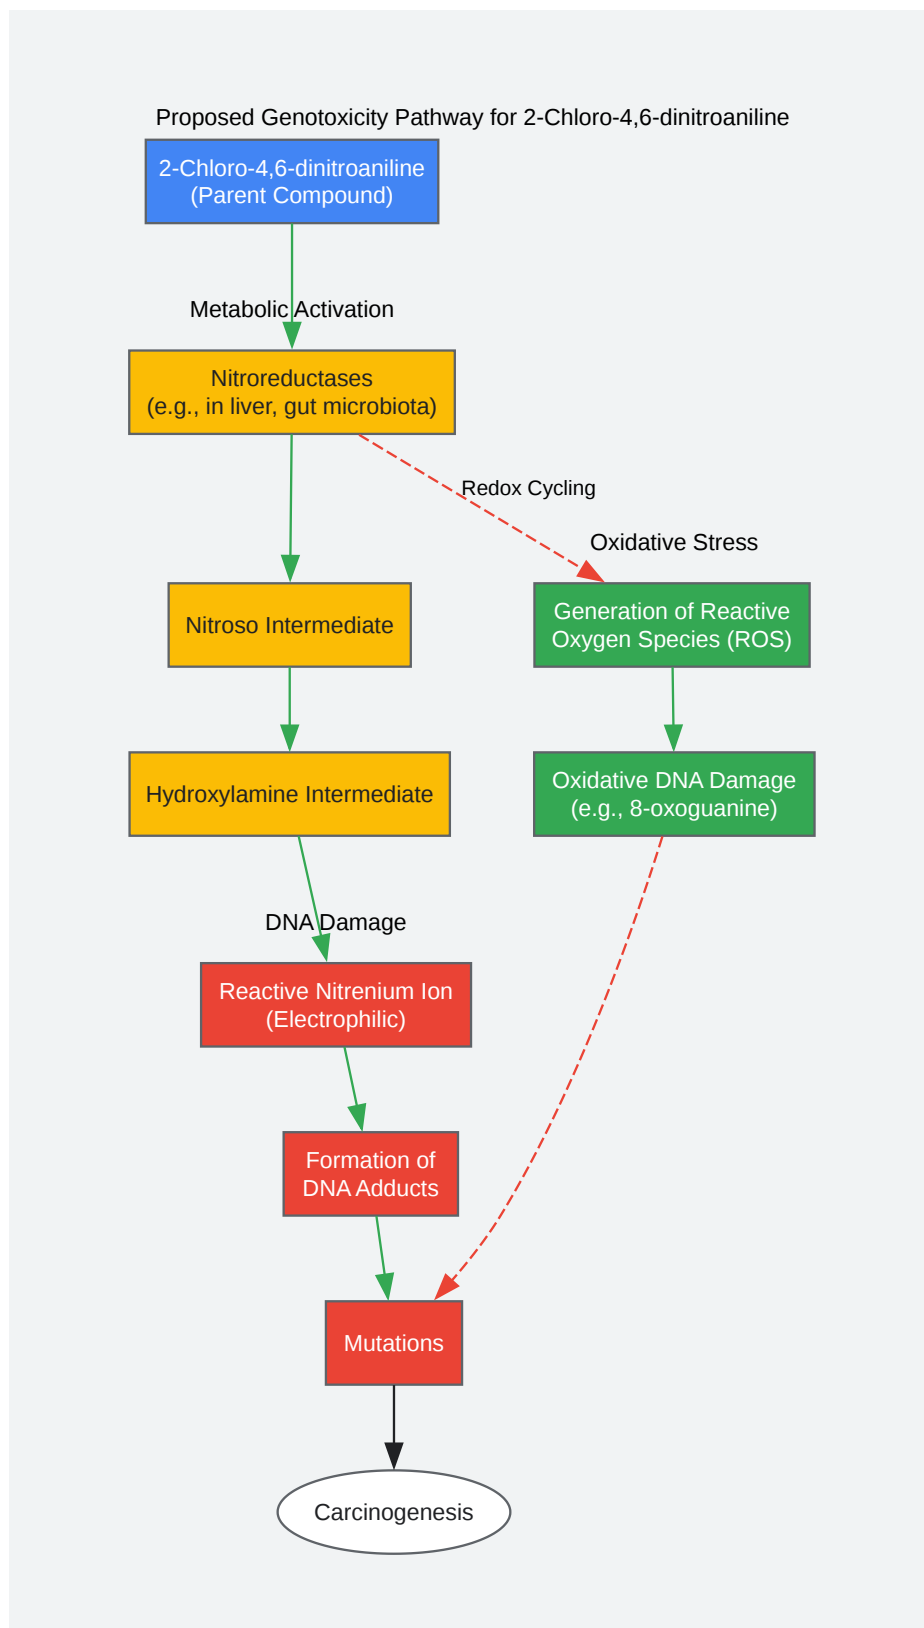 Proposed Genotoxicity Pathway for 2-Chloro-4,6-dinitroaniline
2-Chloro-4,6-dinitroaniline
(Parent Compound)
Metabolic Activation
Nitroreductases
(e.g., in liver, gut microbiota)
Redox Cycling
Oxidative Stress
Nitroso Intermediate
Generation of Reactive
Oxygen Species (ROS)
Hydroxylamine Intermediate
Oxidative DNA Damage
(e.g., 8-oxoguanine)
DNA Damage
Reactive Nitrenium Ion
(Electrophilic)
Formation of
DNA Adducts
Mutations
Carcinogenesis